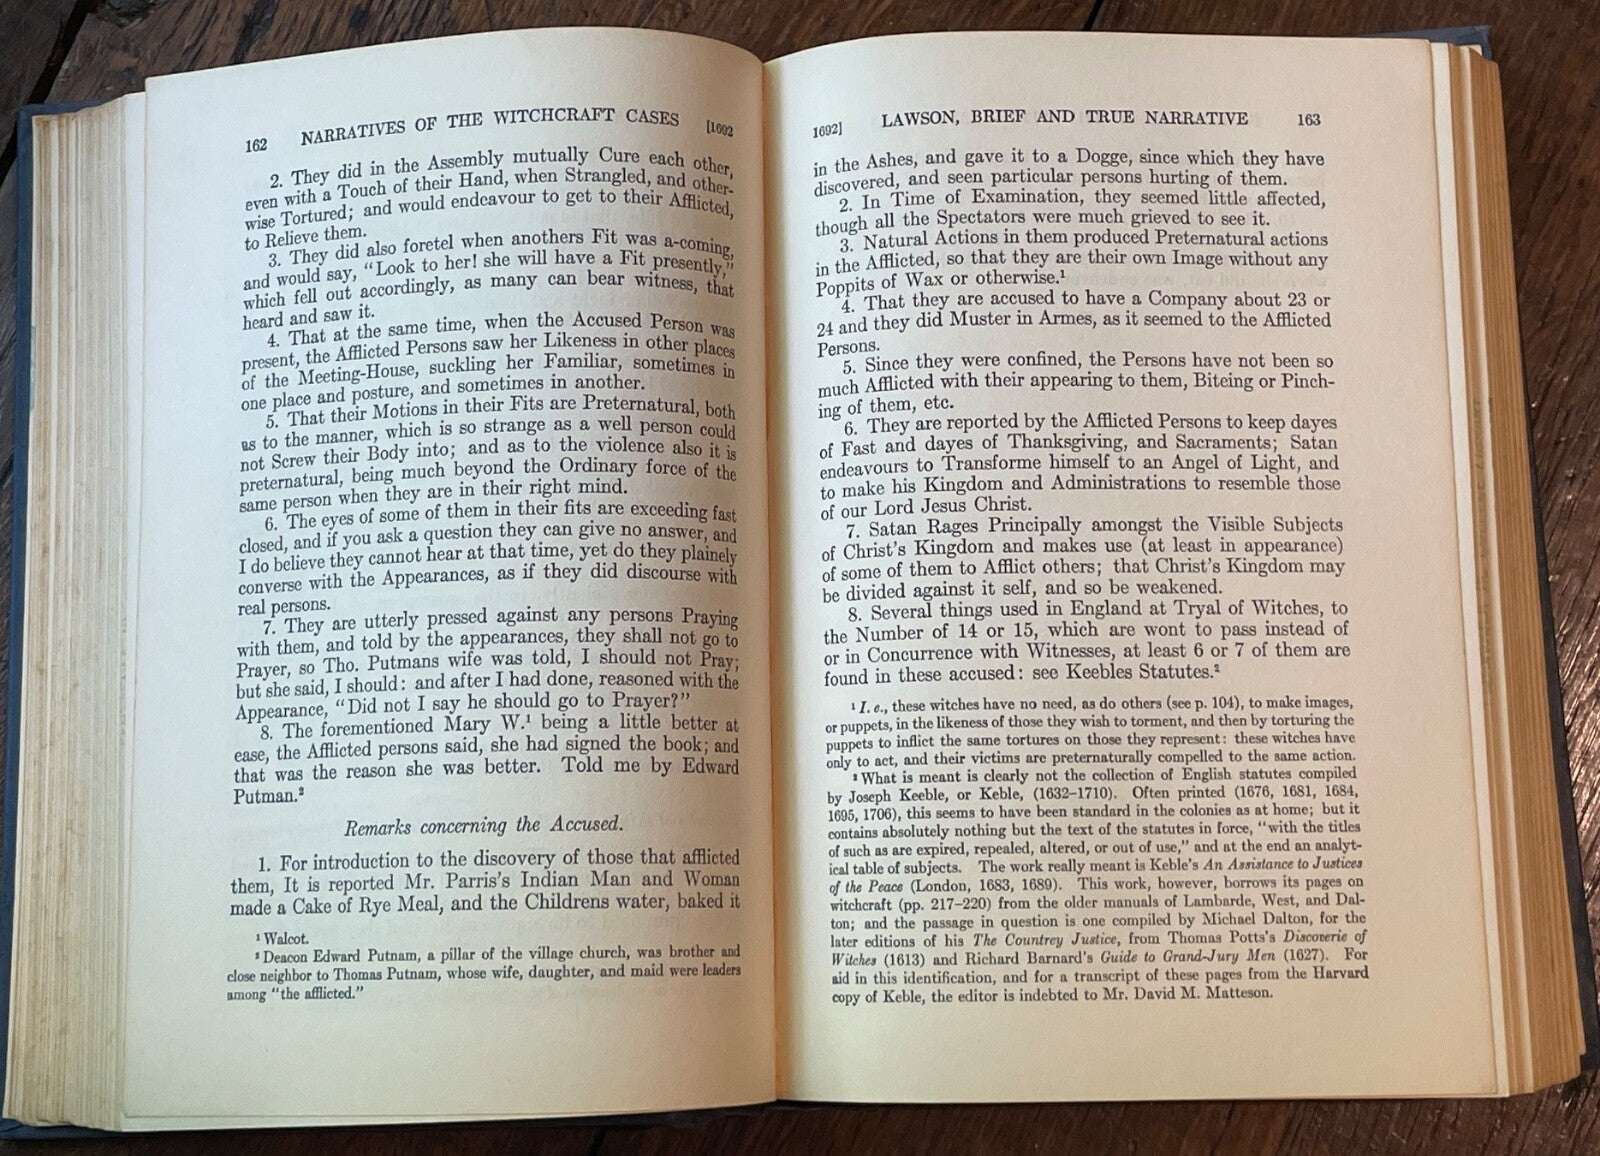 162 NARRATIVES OF THE WITCHCRAFT CASES [1692
2. They did in the Assembly mutually Cure each other,
even with a Touch of their Hand, when Strangled, and other-
wise Tortured; and would endeavour to get to their Afflicted,
to Relieve them.
3. They did also foretel when anothers Fit was a-coming,
and would say, "Look to her! she will have a Fit presently,"
which fell out accordingly, as many can bear witness, that
heard and saw it.
4. That at the same time, when the Accused Person was
present, the Afflicted Persons saw her Likeness in other places
of the Meeting-House, suckling her Familiar, sometimes in
one place and posture, and sometimes in another.
5. That their Motions in their Fits are Preternatural, both
as to the manner, which is so strange as a well person could
not Screw their Body into; and as to the violence also it is
preternatural, being much beyond the Ordinary force of the
same person when they are in their right mind.
6. The eyes of some of them in their fits are exceeding fast
closed, and if you ask a question they can give no answer, and
I do believe they cannot hear at that time, yet do they plainely
converse with the Appearances, as if they did discourse with
real persons.
7. They are utterly pressed against any persons Praying
with them, and told by the appearances, they shall not go to
Prayer, so Tho. Putmans wife was told, I should not Pray;
but she said, I should: and after I had done, reasoned with the
Appearance, "Did not I say he should go to Prayer?"
8. The forementioned Mary W.¹ being a little better at
ease, the Afflicted persons said, she had signed the book; and
that was the reason she was better. Told me by Edward
Putman.²
Remarks concerning the Accused.
1. For introduction to the discovery of those that afflicted
them, It is reported Mr. Parris's Indian Man and Woman
made a Cake of Rye Meal, and the Childrens water, baked it
¹ Walcot.
² Deacon Edward Putnam, a pillar of the village church, was brother and
close neighbor to Thomas Putnam, whose wife, daughter, and maid were leaders
among "the afflicted."
1692] LAWSON, BRIEF AND TRUE NARRATIVE 163
in the Ashes, and gave it to a Dogge, since which they have
discovered, and seen particular persons hurting of them.
2. In Time of Examination, they seemed little affected,
though all the Spectators were much grieved to see it.
3. Natural Actions in them produced Preternatural actions
in the Afflicted, so that they are their own Image without any
Poppits of Wax or otherwise.¹
4. That they are accused to have a Company about 23 or
24 and they did Muster in Armes, as it seemed to the Afflicted
Persons.
5. Since they were confined, the Persons have not been so
much Afflicted with their appearing to them, Biteing or Pinch-
ing of them, etc.
6. They are reported by the Afflicted Persons to keep dayes
of Fast and dayes of Thanksgiving, and Sacraments; Satan
endeavours to Transforme himself to an Angel of Light, and
to make his Kingdom and Administrations to resemble those
of our Lord Jesus Christ.
7. Satan Rages Principally amongst the Visible Subjects
of Christ's Kingdom and makes use (at least in appearance)
of some of them to Afflict others; that Christ's Kingdom may
be divided against it self, and so be weakened.
8. Several things used in England at Tryal of Witches, to
the Number of 14 or 15, which are wont to pass instead of
or in Concurrence with Witnesses, at least 6 or 7 of them are
found in these accused: see Keebles Statutes.²
¹ I. e., these witches have no need, as do others (see p. 104), to make images,
or puppets, in the likeness of those they wish to torment, and then by torturing the
puppets to inflict the same tortures on those they represent: these witches have
only to act, and their victims are preternaturally compelled to the same action.
² What is meant is clearly not the collection of English statutes compiled
by Joseph Keeble, or Keble, (1632–1710). Often printed (1676, 1681, 1684,
1695, 1706), this seems to have been standard in the colonies as at home; but it
contains absolutely nothing but the text of the statutes in force, "with the titles
of such as are expired, repealed, altered, or out of use," and at the end an analyt-
ical table of subjects. The work really meant is Keble's An Assistance to Justices
of the Peace (London, 1683, 1689). This work, however, borrows its pages on
witchcraft (pp. 217–220) from the older manuals of Lambarde, West, and Dal-
ton; and the passage in question is one compiled by Michael Dalton, for the
later editions of his The Countrey Justice, from Thomas Potts's Discoverie of
Witches (1613) and Richard Barnard's Guide to Grand-Jury Men (1627). For
aid in this identification, and for a transcript of these pages from the Harvard
copy of Keble, the editor is indebted to Mr. David M. Matteson.